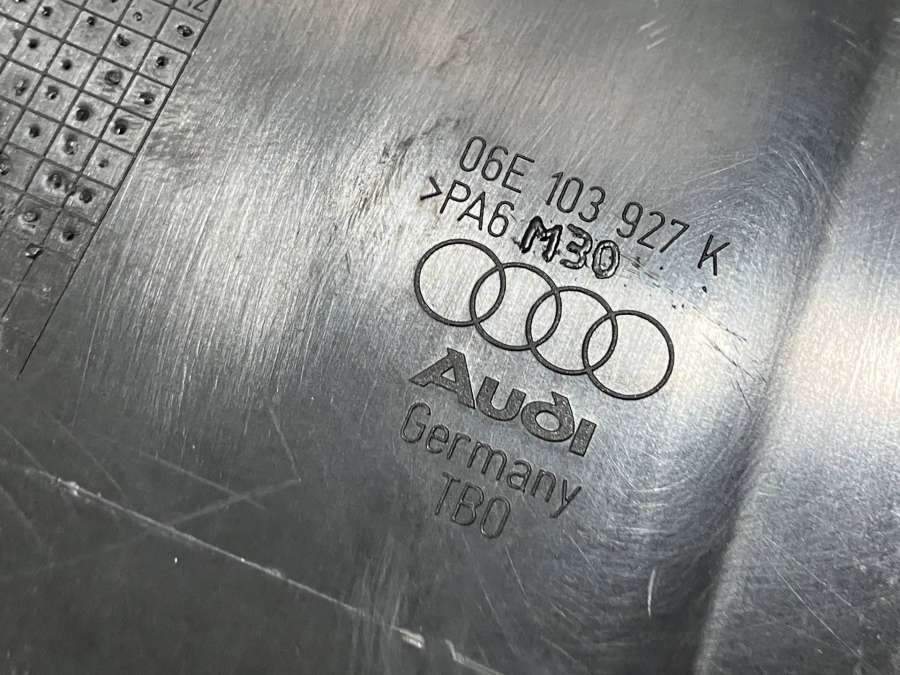 06E 103 927 K
>PA6 M30
Audi
Germany
TBO